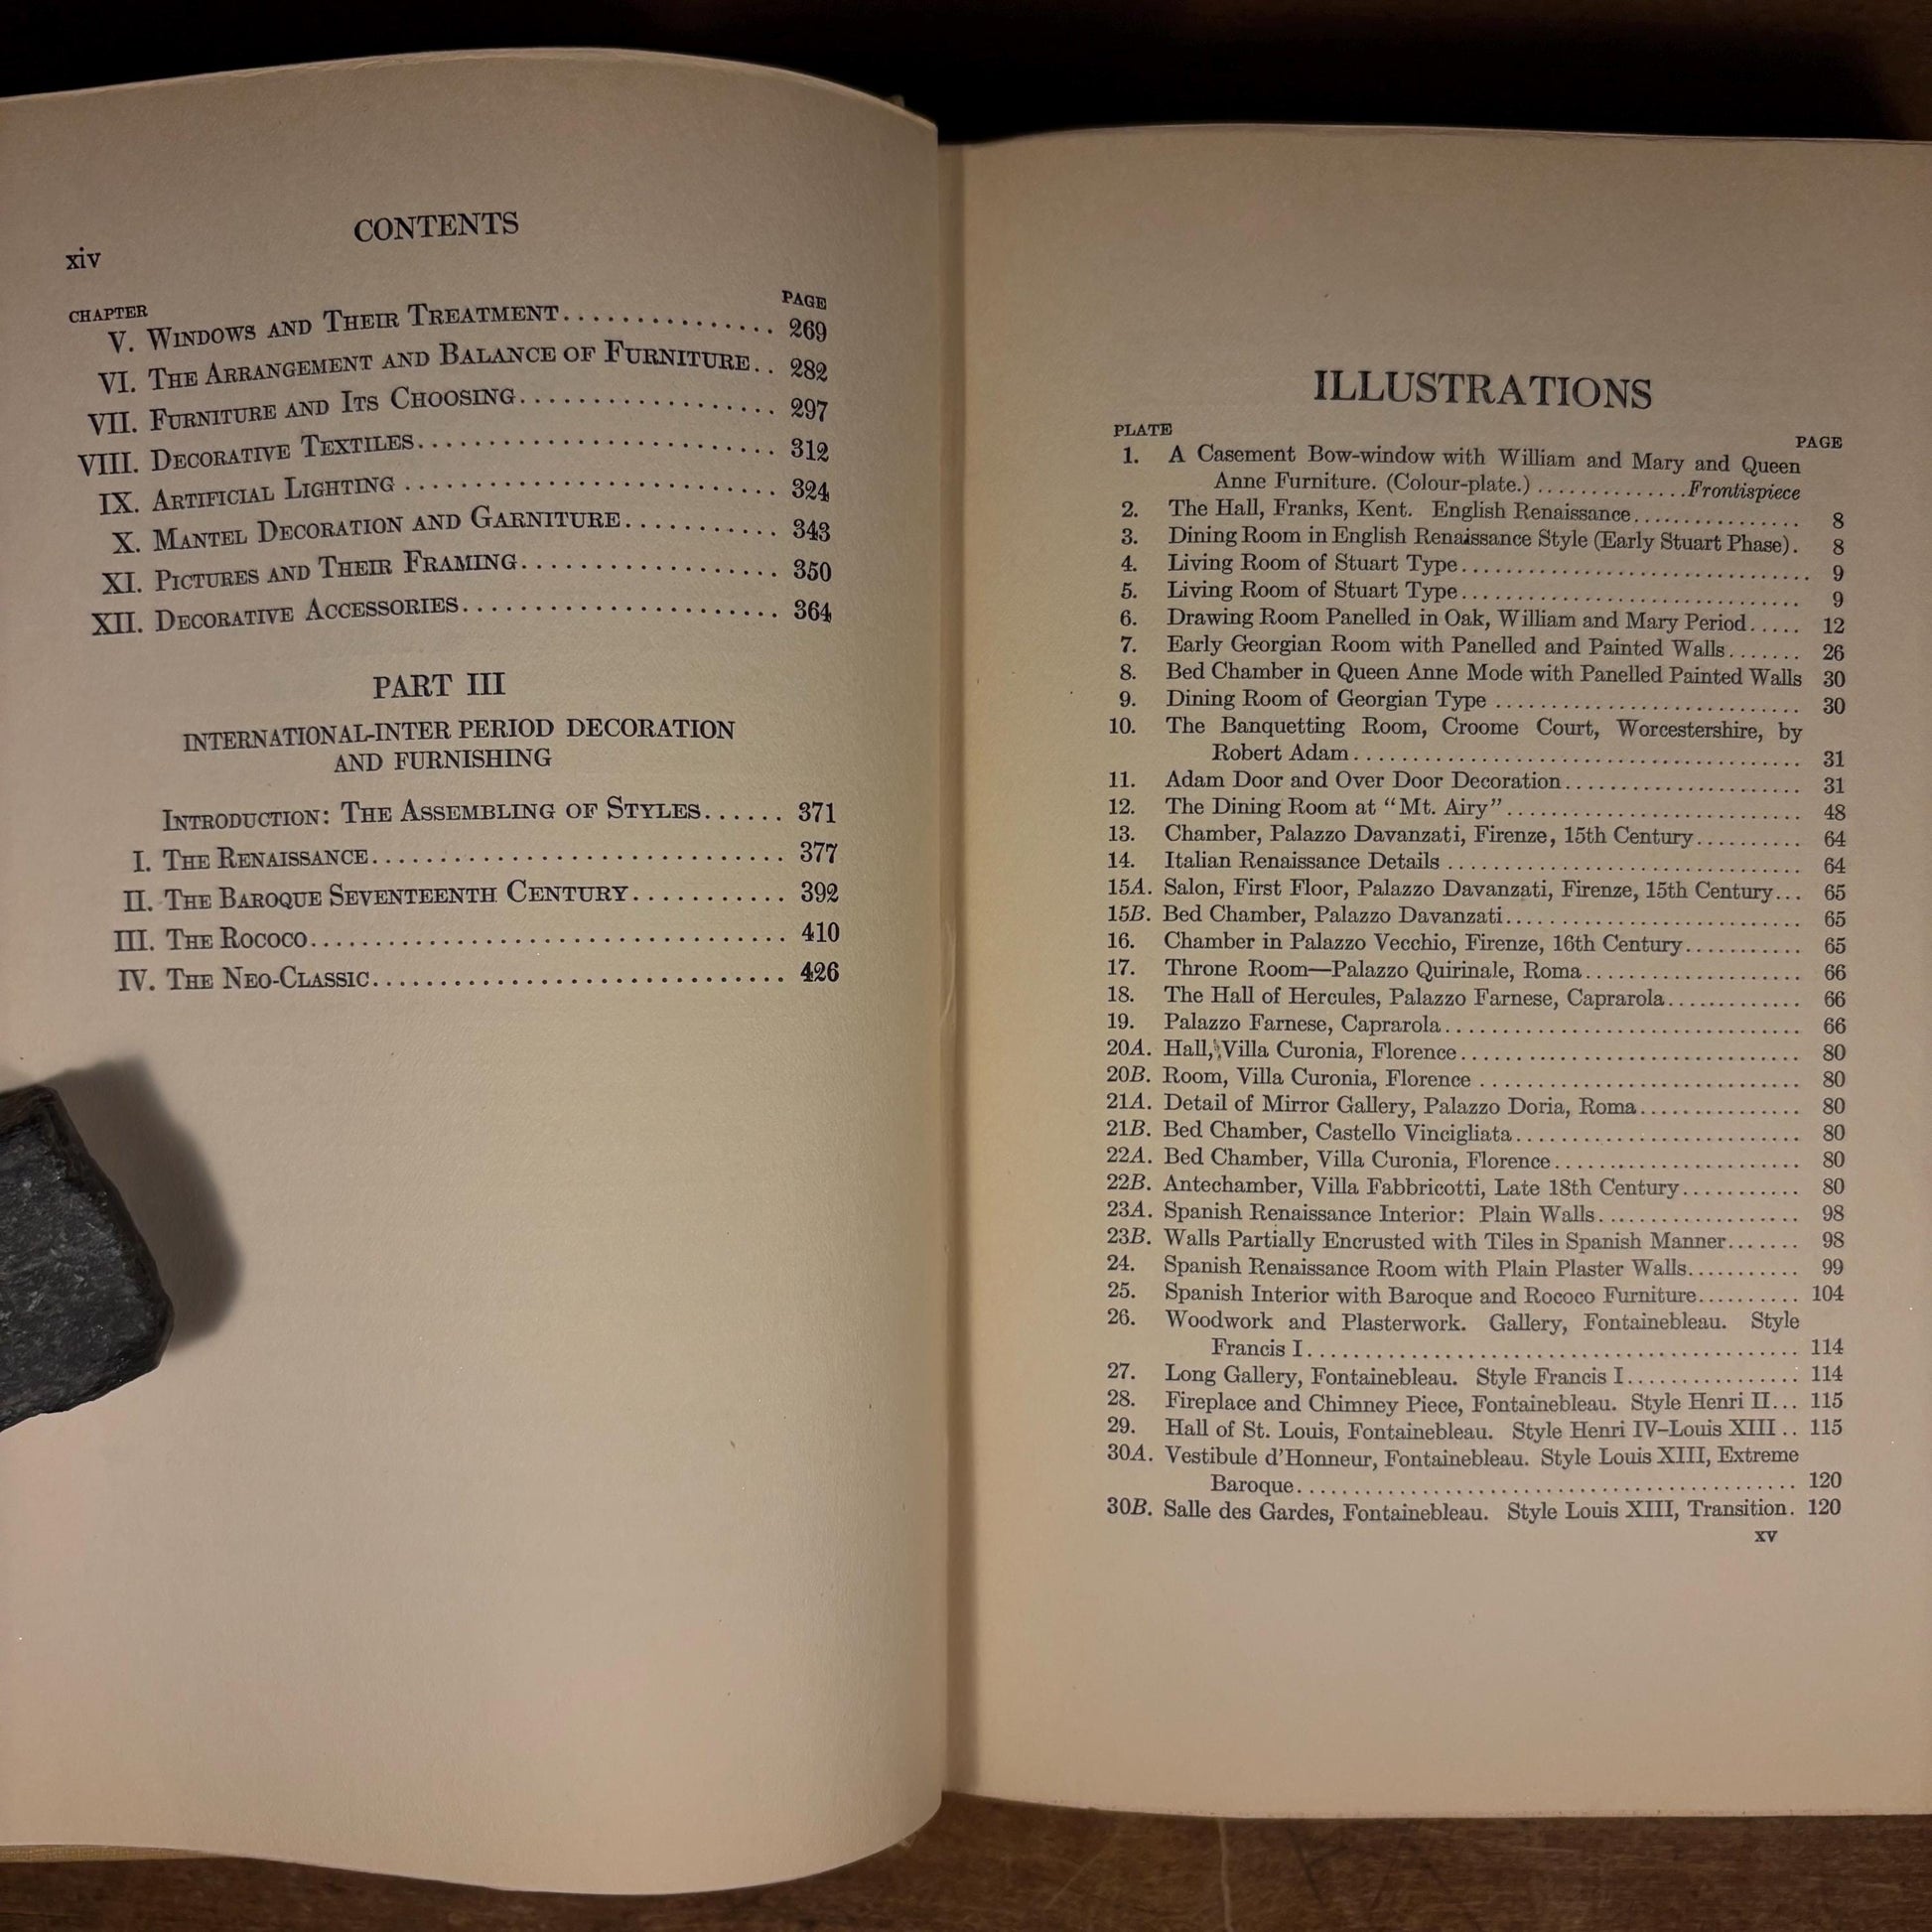 CONTENTS
xiv
CHAPTER PAGE
V. WINDOWS AND THEIR TREATMENT............... 269
VI. THE ARRANGEMENT AND BALANCE OF FURNITURE.. 282
VII. FURNITURE AND ITS CHOOSING.................. 297
VIII. DECORATIVE TEXTILES......................... 312
IX. ARTIFICIAL LIGHTING .......................... 324
X. MANTEL DECORATION AND GARNITURE........... 343
XI. PICTURES AND THEIR FRAMING.................. 350
XII. DECORATIVE ACCESSORIES...................... 364
PART III
INTERNATIONAL-INTER PERIOD DECORATION
AND FURNISHING
INTRODUCTION: THE ASSEMBLING OF STYLES...... 371
I. THE RENAISSANCE............................... 377
II. THE BAROQUE SEVENTEENTH CENTURY........... 392
III. THE ROCOCO................................... 410
IV. THE NEO-CLASSIC............................... 426
ILLUSTRATIONS
PLATE PAGE
1. A Casement Bow-window with William and Mary and Queen
Anne Furniture. (Colour-plate.) ..............Frontispiece
2. The Hall, Franks, Kent. English Renaissance................ 8
3. Dining Room in English Renaissance Style (Early Stuart Phase). 8
4. Living Room of Stuart Type.................................. 9
5. Living Room of Stuart Type................................. 9
6. Drawing Room Panelled in Oak, William and Mary Period..... 12
7. Early Georgian Room with Panelled and Painted Walls....... 26
8. Bed Chamber in Queen Anne Mode with Panelled Painted Walls 30
9. Dining Room of Georgian Type .............................. 30
10. The Banquetting Room, Croome Court, Worcestershire, by
Robert Adam........................................ 31
11. Adam Door and Over Door Decoration....................... 31
12. The Dining Room at "Mt. Airy"............................. 48
13. Chamber, Palazzo Davanzati, Firenze, 15th Century.......... 64
14. Italian Renaissance Details .................................. 64
15A. Salon, First Floor, Palazzo Davanzati, Firenze, 15th Century... 65
15B. Bed Chamber, Palazzo Davanzati............................ 65
16. Chamber in Palazzo Vecchio, Firenze, 16th Century........... 65
17. Throne Room—Palazzo Quirinale, Roma.................... 66
18. The Hall of Hercules, Palazzo Farnese, Caprarola............. 66
19. Palazzo Farnese, Caprarola.................................. 66
20A. Hall, Villa Curonia, Florence................................. 80
20B. Room, Villa Curonia, Florence ............................... 80
21A. Detail of Mirror Gallery, Palazzo Doria, Roma............... 80
21B. Bed Chamber, Castello Vincigliata............................ 80
22A. Bed Chamber, Villa Curonia, Florence........................ 80
22B. Antechamber, Villa Fabbricotti, Late 18th Century........... 80
23A. Spanish Renaissance Interior: Plain Walls................... 98
23B. Walls Partially Encrusted with Tiles in Spanish Manner....... 98
24. Spanish Renaissance Room with Plain Plaster Walls........... 99
25. Spanish Interior with Baroque and Rococo Furniture.......... 104
26. Woodwork and Plasterwork. Gallery, Fontainebleau. Style
Francis I............................................. 114
27. Long Gallery, Fontainebleau. Style Francis I................ 114
28. Fireplace and Chimney Piece, Fontainebleau. Style Henri II... 115
29. Hall of St. Louis, Fontainebleau. Style Henri IV–Louis XIII.. 115
30A. Vestibule d'Honneur, Fontainebleau. Style Louis XIII, Extreme
Baroque.............................................. 120
30B. Salle des Gardes, Fontainebleau. Style Louis XIII, Transition. 120
xv